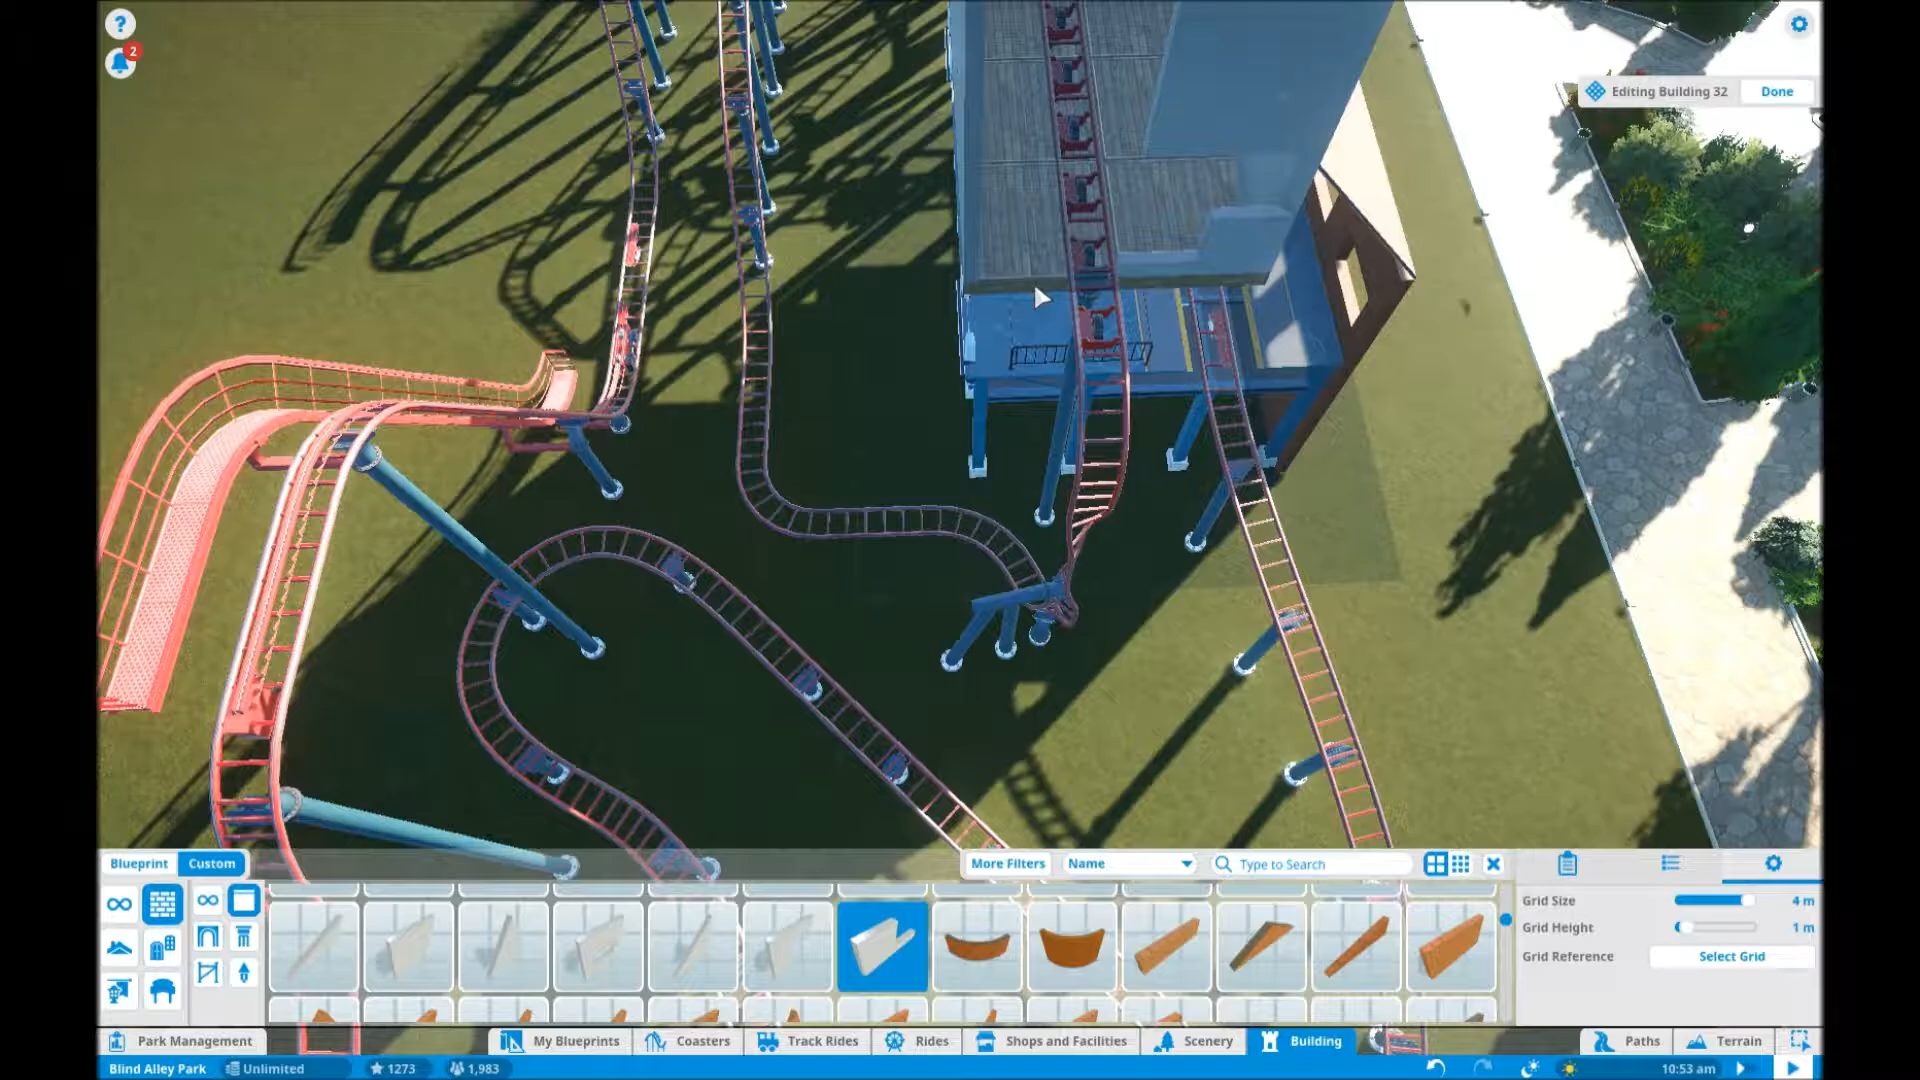 ?
2
Editing Building 32 Done
Blueprint Custom
More Filters Name Type to Search
Grid Size 4 m
Grid Height 1 m
Grid Reference Select Grid
Park Management My Blueprints Coasters Track Rides Rides Shops and Facilities Scenery Building Paths Terrain
Blind Alley Park Unlimited 1273 1,983 10:53 am